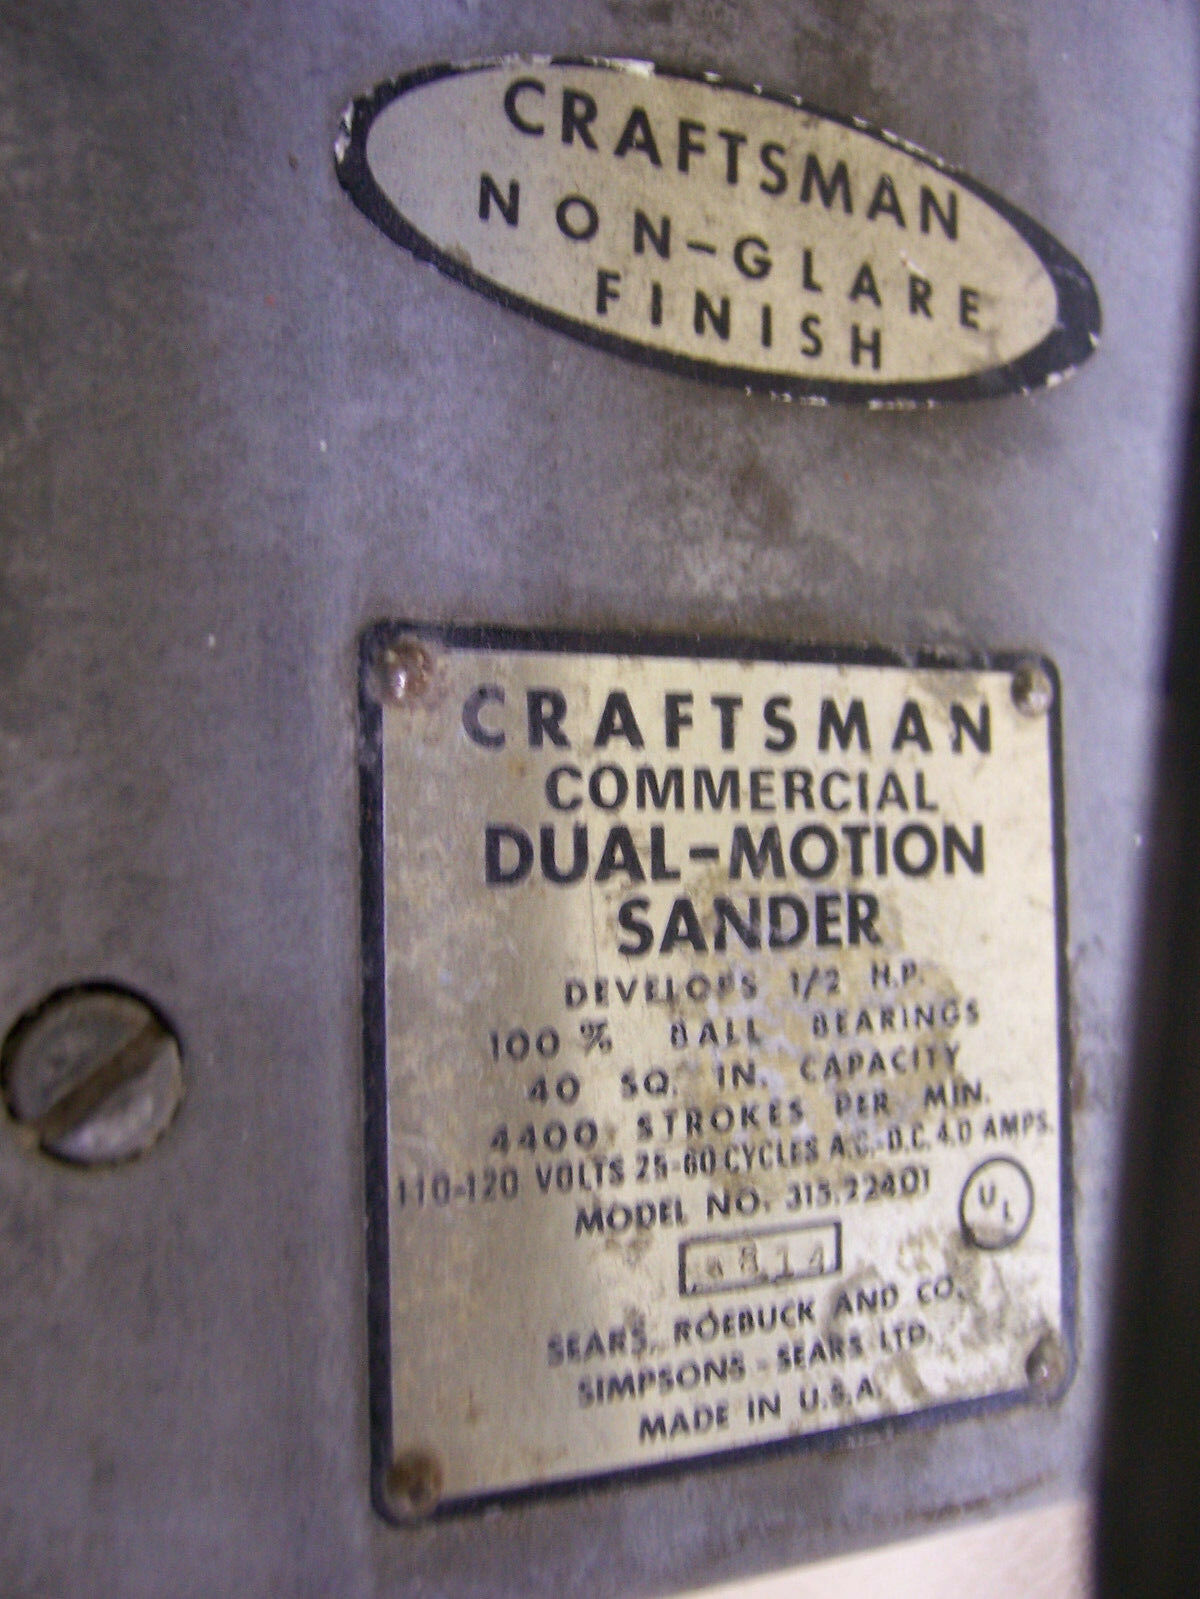 CRAFTSMAN
NON-GLARE
FINISH
CRAFTSMAN
COMMERCIAL
DUAL-MOTION
SANDER
DEVELOPS 1/2 H.P.
100% BALL BEARINGS
40 SQ. IN. CAPACITY
4400 STROKES PER MIN.
110-120 VOLTS 25-60 CYCLES A.C.-D.C. 4.0 AMPS.
MODEL NO. 315.22401
UL
814
SEARS, ROEBUCK AND CO.
SIMPSONS-SEARS LTD.
MADE IN U.S.A.